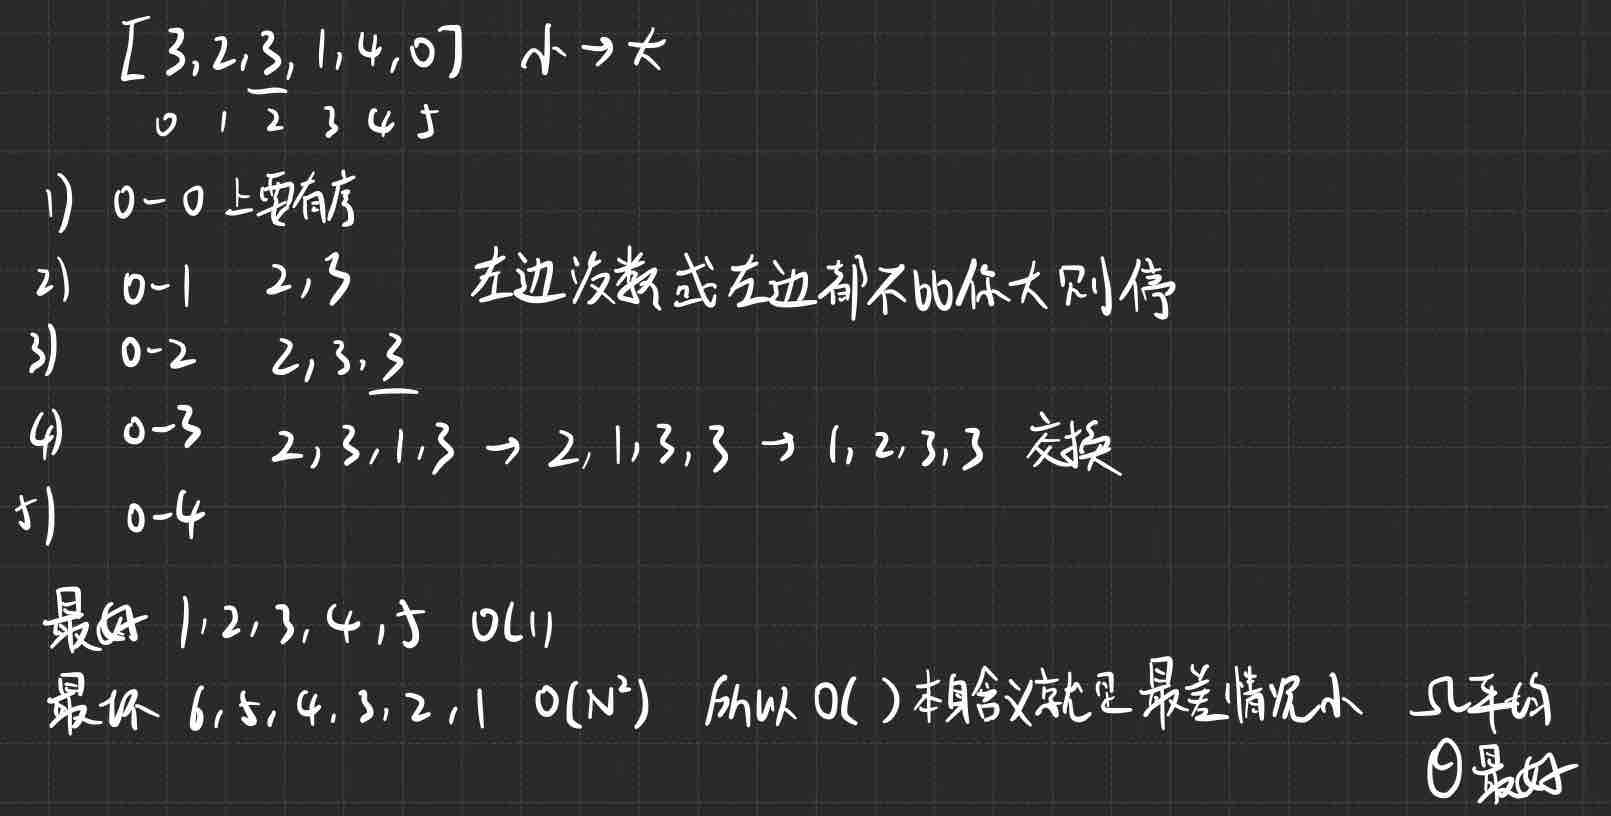 [3,2,3,1,4,0] 小→大
0 1 2 3 4 5
1) 0-0 上要有序
2) 0-1 2,3 左边没数或左边都不比你大则停
3) 0-2 2,3,3
4) 0-3 2,3,1,3 → 2,1,3,3 → 1,2,3,3 交换
5) 0-4
最好 1,2,3,4,5 O(1)
最坏 6,5,4,3,2,1 O(N²) 所以 O( )本身含义就是最差情况小 Ω平均
Θ最好